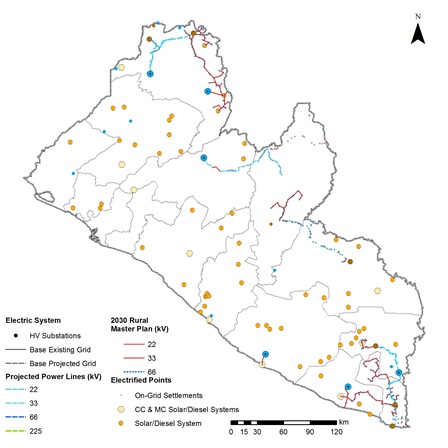 N
Electric System
HV Substations
Base Existing Grid
Base Projected Grid
Projected Power Lines (kV)
22
33
66
225
2030 Rural
Master Plan (kV)
22
33
66
Electrified Points
On-Grid Settlements
CC & MC Solar/Diesel Systems
Solar/Diesel System
0 15 30 60 90 120 km